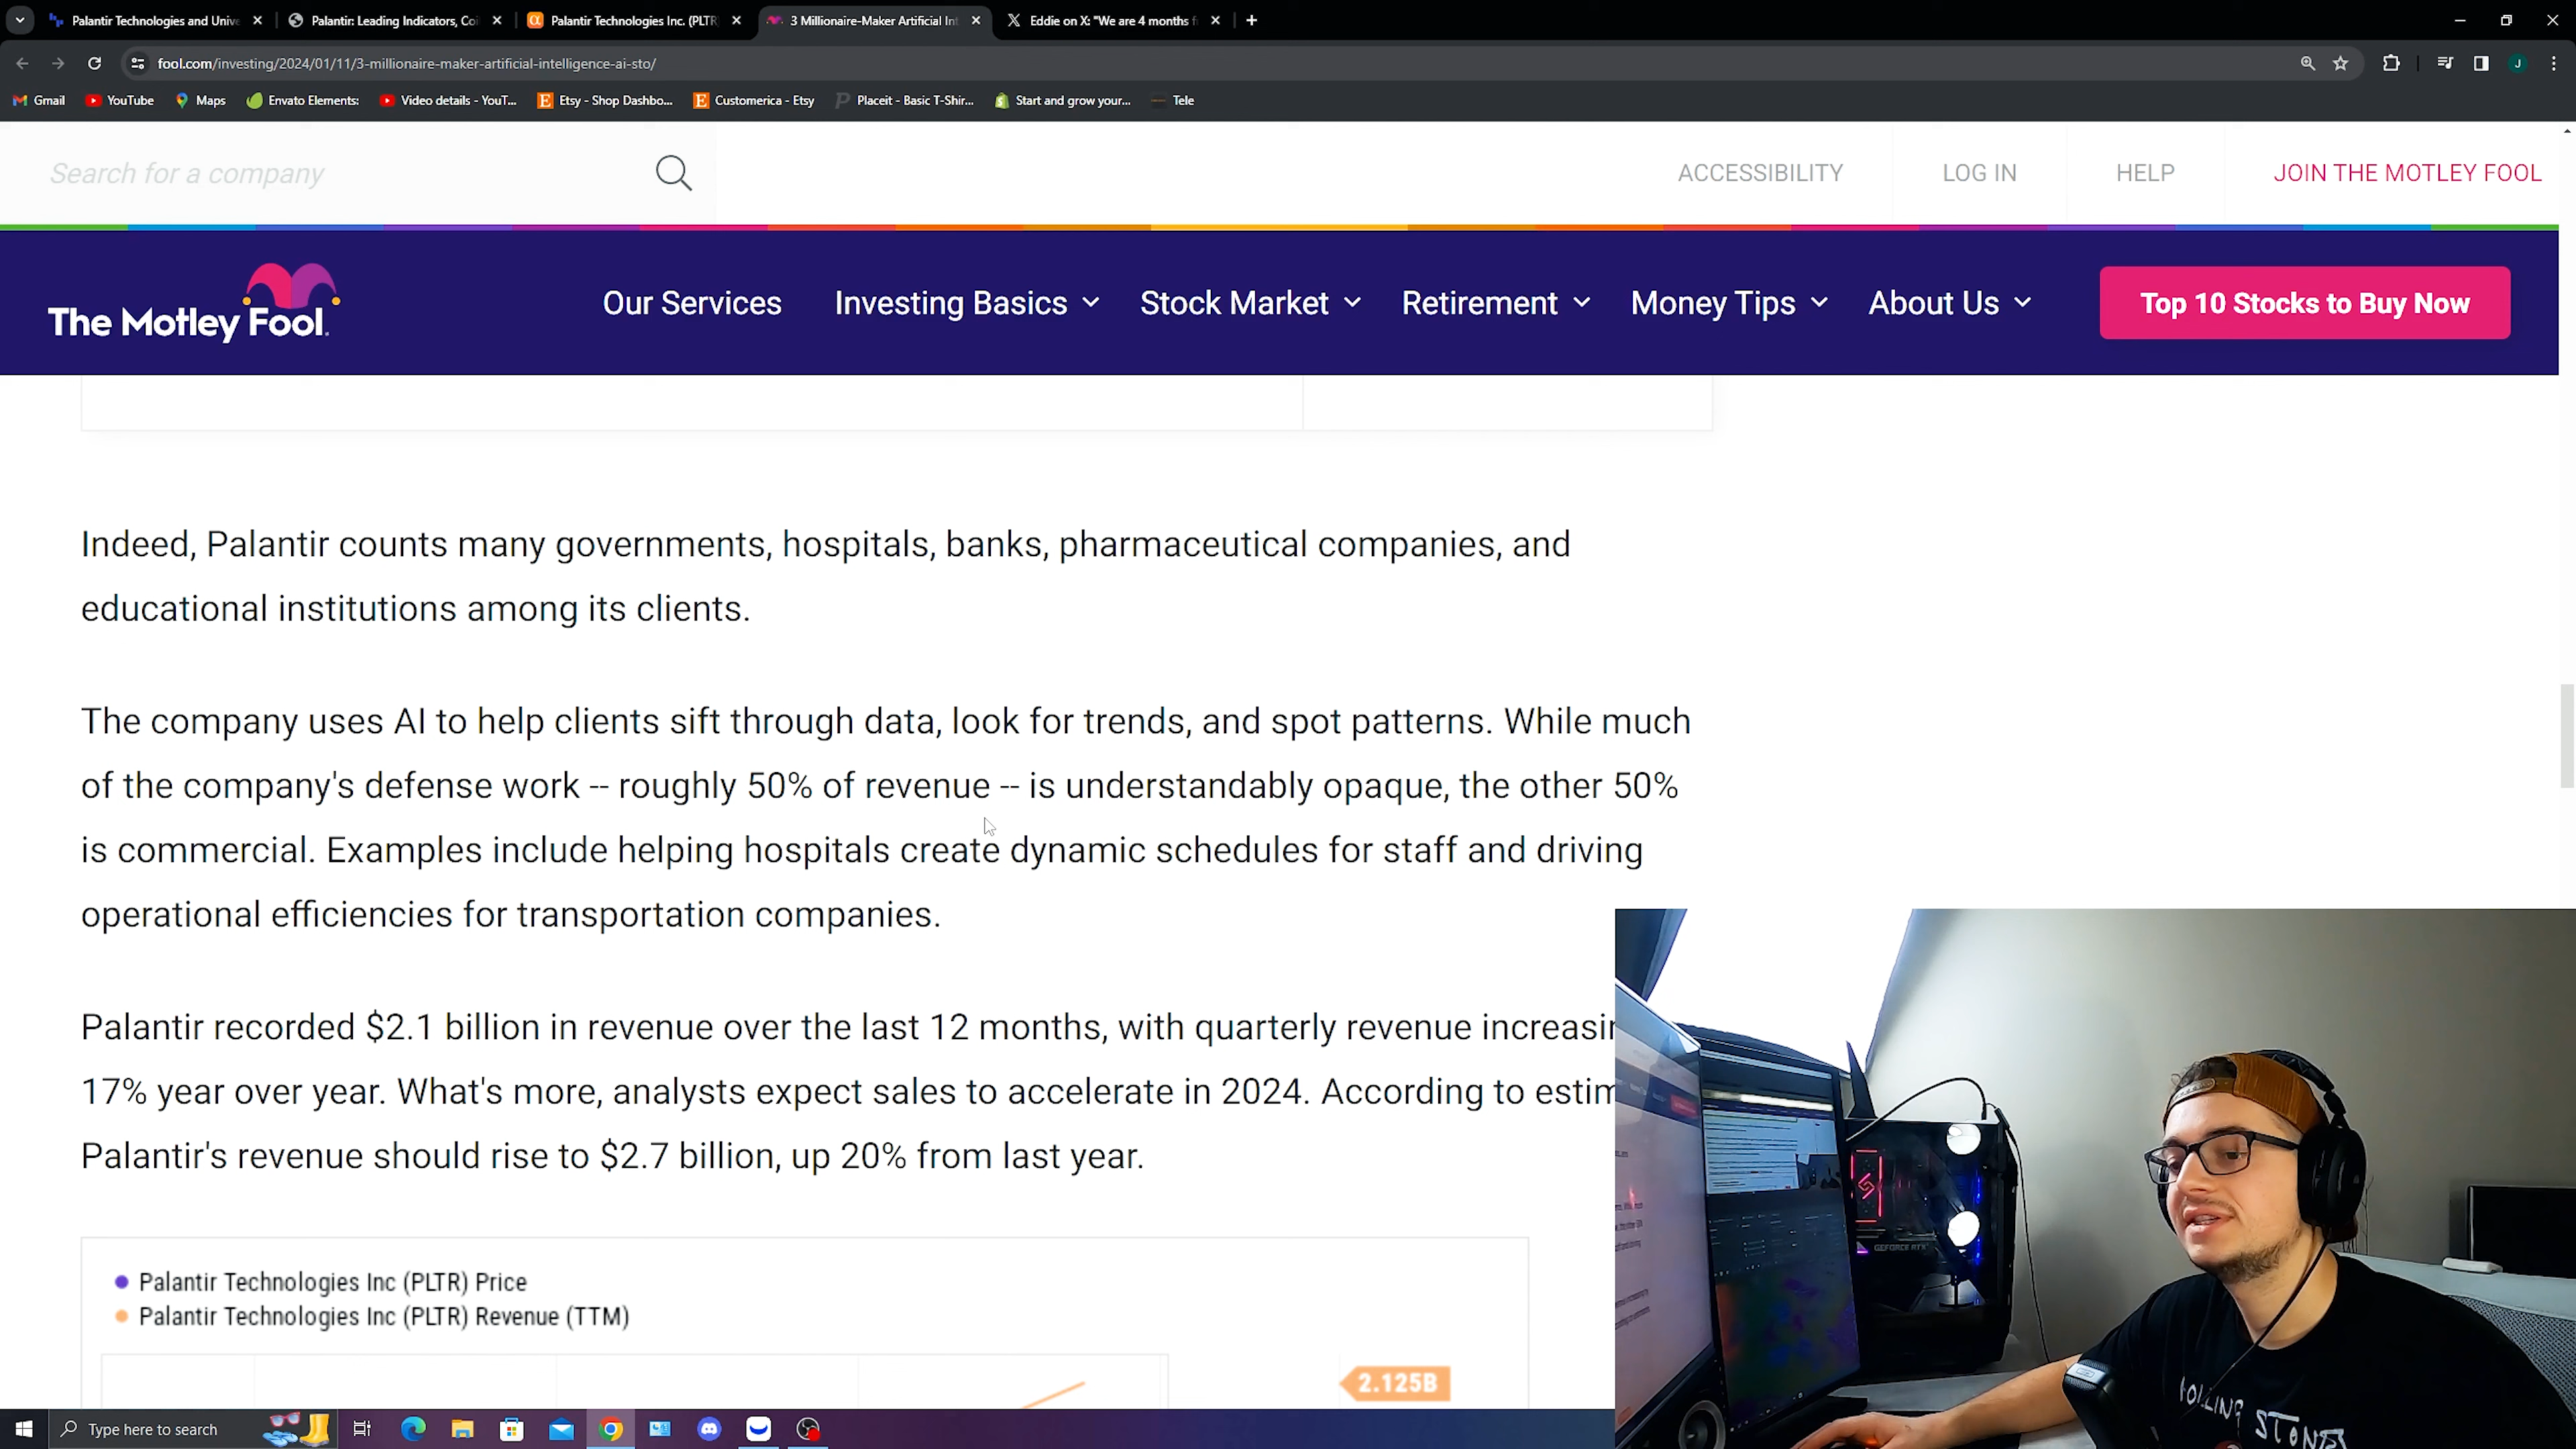 Palantir Technologies and Unive
Palantir: Leading Indicators, Coi
Palantir Technologies Inc. (PLTR
3 Millionaire-Maker Artificial Int
Eddie on X: "We are 4 months f
fool.com/investing/2024/01/11/3-millionaire-maker-artificial-intelligence-ai-sto/
J
Gmail
YouTube
Maps
Envato Elements:
Video details - YouT...
Etsy - Shop Dashbo...
Customerica - Etsy
Placeit - Basic T-Shir...
Start and grow your...
Tele
Search for a company
ACCESSIBILITY
LOG IN
HELP
JOIN THE MOTLEY FOOL
The Motley Fool.
Our Services
Investing Basics
Stock Market
Retirement
Money Tips
About Us
Top 10 Stocks to Buy Now
Indeed, Palantir counts many governments, hospitals, banks, pharmaceutical companies, and
educational institutions among its clients.
The company uses AI to help clients sift through data, look for trends, and spot patterns. While much
of the company's defense work -- roughly 50% of revenue -- is understandably opaque, the other 50%
is commercial. Examples include helping hospitals create dynamic schedules for staff and driving
operational efficiencies for transportation companies.
Palantir recorded $2.1 billion in revenue over the last 12 months, with quarterly revenue increasin
17% year over year. What's more, analysts expect sales to accelerate in 2024. According to estim
Palantir's revenue should rise to $2.7 billion, up 20% from last year.
Palantir Technologies Inc (PLTR) Price
Palantir Technologies Inc (PLTR) Revenue (TTM)
2.125B
GEFORCE RTX
Type here to search